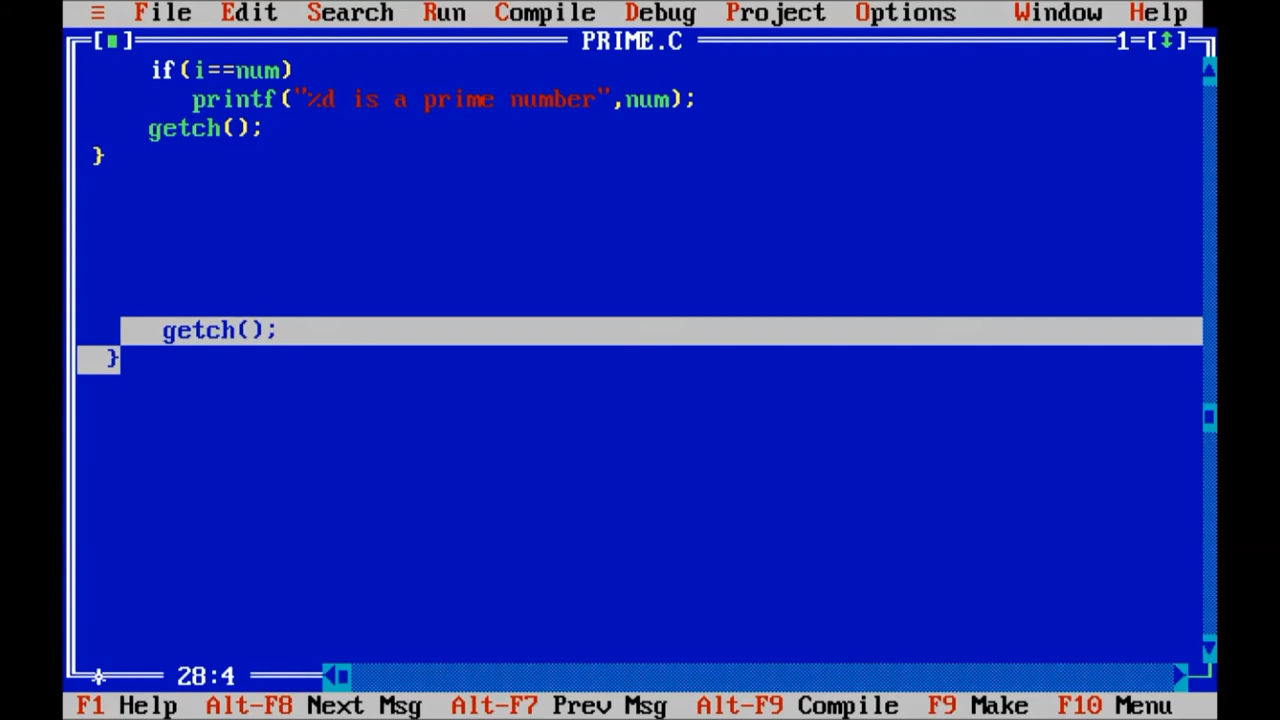 ≡ File Edit Search Run Compile Debug Project Options Window Help
[■] PRIME.C 1=[↕]
if(i==num)
printf("%d is a prime number",num);
getch();
}
getch();
}
28:4
F1 Help Alt-F8 Next Msg Alt-F7 Prev Msg Alt-F9 Compile F9 Make F10 Menu